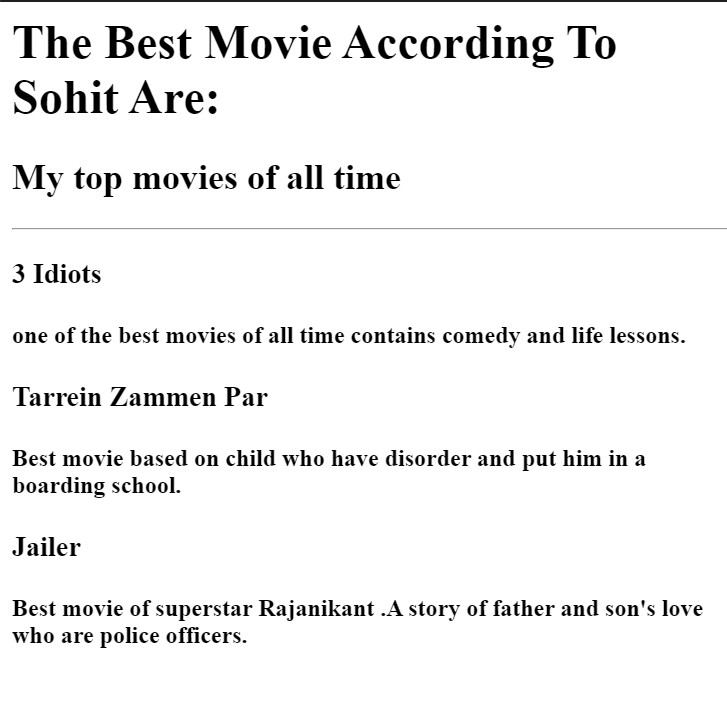 The Best Movie According To
Sohit Are:
My top movies of all time
3 Idiots
one of the best movies of all time contains comedy and life lessons.
Tarrein Zammen Par
Best movie based on child who have disorder and put him in a
boarding school.
Jailer
Best movie of superstar Rajanikant .A story of father and son's love
who are police officers.